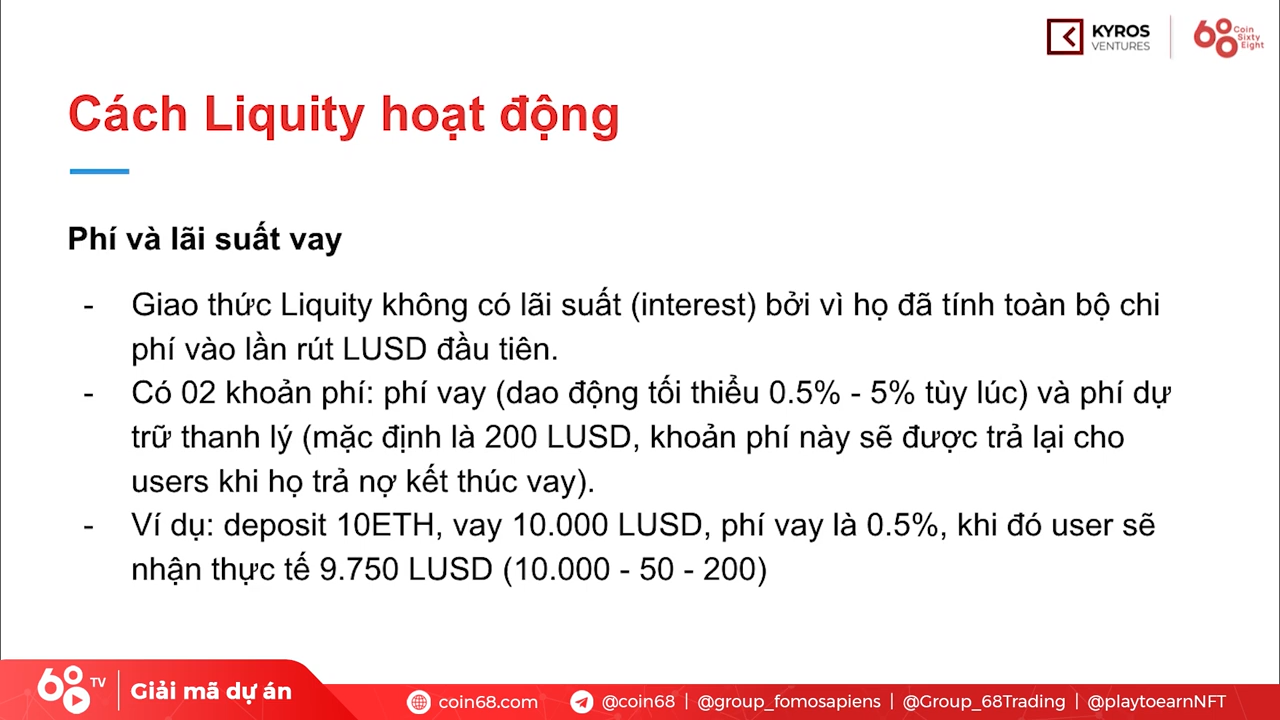 KYROS
VENTURES
Coin
Sixty
Eight
Cách Liquity hoạt động
Phí và lãi suất vay
- Giao thức Liquity không có lãi suất (interest) bởi vì họ đã tính toàn bộ chi
phí vào lần rút LUSD đầu tiên.
- Có 02 khoản phí: phí vay (dao động tối thiểu 0.5% - 5% tùy lúc) và phí dự
trữ thanh lý (mặc định là 200 LUSD, khoản phí này sẽ được trả lại cho
users khi họ trả nợ kết thúc vay).
- Ví dụ: deposit 10ETH, vay 10.000 LUSD, phí vay là 0.5%, khi đó user sẽ
nhận thực tế 9.750 LUSD (10.000 - 50 - 200)
68 TV | Giải mã dự án
coin68.com @coin68 | @group_fomosapiens | @Group_68Trading | @playtoearnNFT